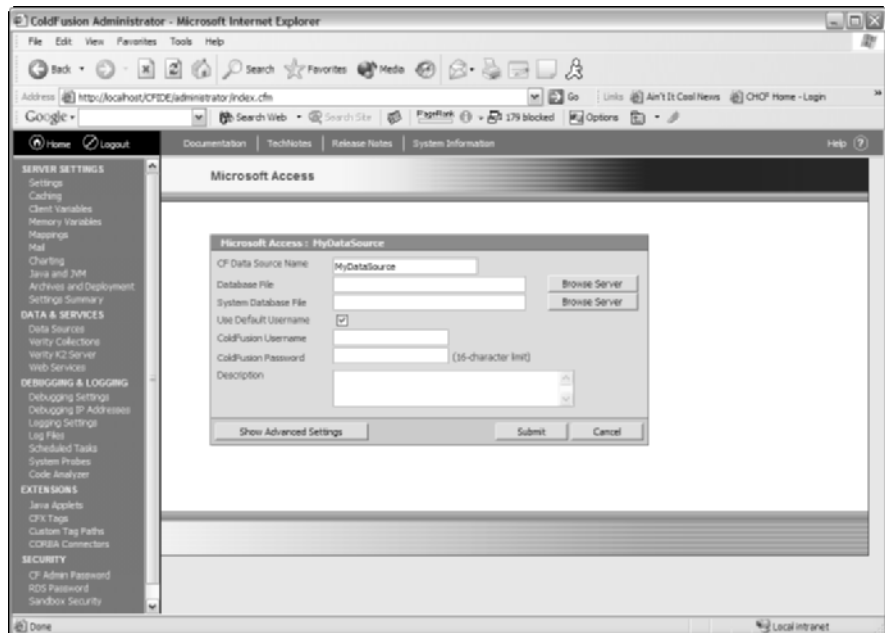 ColdFusion Administrator - Microsoft Internet Explorer
File Edit View Favorites Tools Help
Back Search Favorites Media
Address http://localhost/CFIDE/administrator/index.cfm Go Links Ain't It Cool News CHOF Home - Login »
Google Search Web Search Site PageRank 179 blocked Options
Home Logout Documentation TechNotes Release Notes System Information Help ?
SERVER SETTINGS
Settings
Caching
Client Variables
Memory Variables
Mappings
Mail
Charting
Java and JVM
Archives and Deployment
Settings Summary
DATA & SERVICES
Data Sources
Verity Collections
Verity K2 Server
Web Services
DEBUGGING & LOGGING
Debugging Settings
Debugging IP Addresses
Logging Settings
Log Files
Scheduled Tasks
System Probes
Code Analyzer
EXTENSIONS
Java Applets
CFX Tags
Custom Tag Paths
CORBA Connectors
SECURITY
CF Admin Password
RDS Password
Sandbox Security
Microsoft Access
Microsoft Access : MyDataSource
CF Data Source Name MyDataSource
Database File Browse Server
System Database File Browse Server
Use Default Username
ColdFusion Username
ColdFusion Password (16-character limit)
Description
Show Advanced Settings Submit Cancel
Done Local intranet